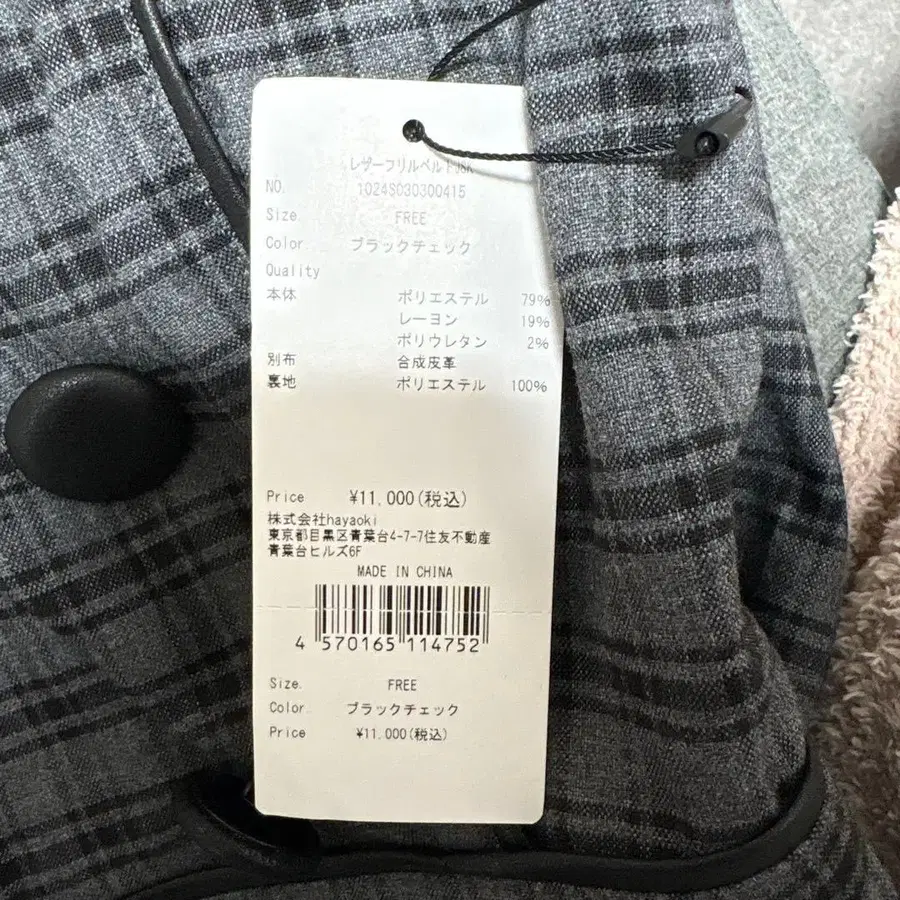 レザーフリルベルトJSK
NO. 1024S030300415
Size. FREE
Color ブラックチェック
Quality
本体 ポリエステル 79%
レーヨン 19%
ポリウレタン 2%
別布 合成皮革
裏地 ポリエステル 100%
Price ¥11,000(税込)
株式会社hayaoki
東京都目黒区青葉台4-7-7住友不動産
青葉台ヒルズ6F
MADE IN CHINA
4 570165 114752
Size. FREE
Color. ブラックチェック
Price ¥11,000(税込)